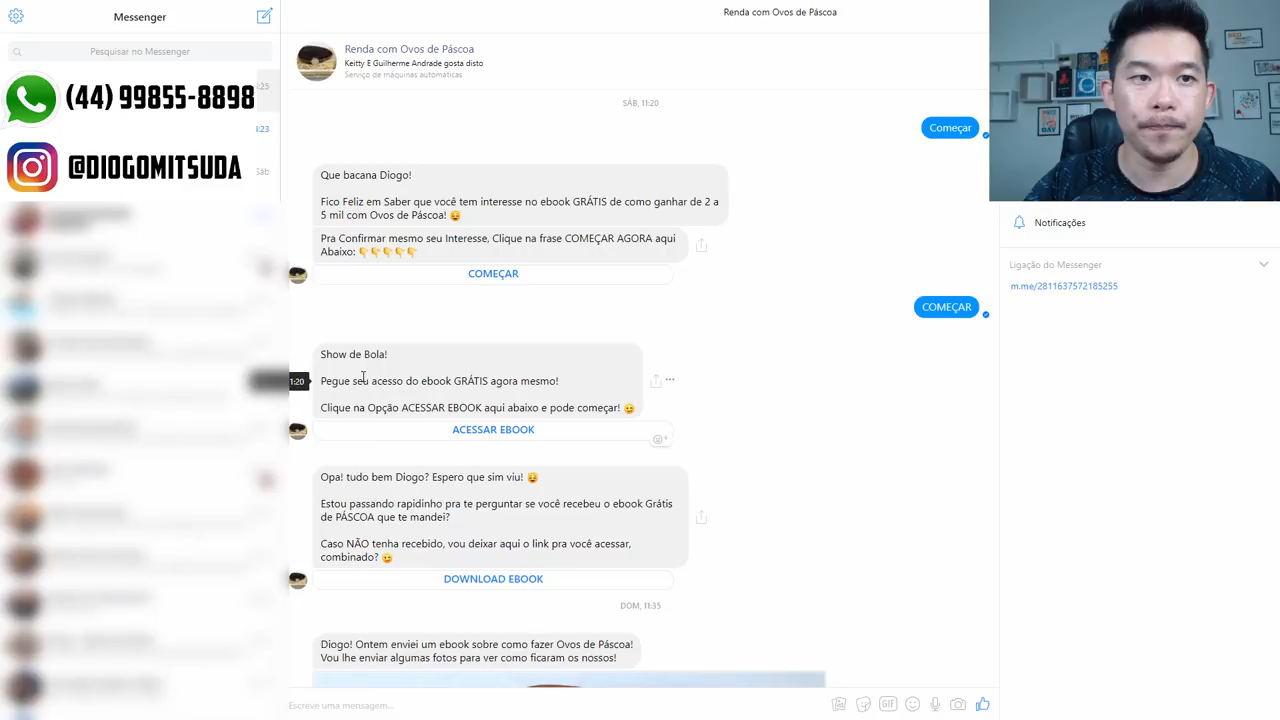 Messenger
Pesquisar no Messenger
(44) 99855-8898
@DIOGOMITSUDA
Sáb
Renda com Ovos de Páscoa
Renda com Ovos de Páscoa
Keitty E Guilherme Andrade gosta disto
Serviço de máquinas automáticas
SÁB, 11:20
Começar
Que bacana Diogo!
Fico Feliz em Saber que você tem interesse no ebook GRÁTIS de como ganhar de 2 a
5 mil com Ovos de Páscoa! 😝
Pra Confirmar mesmo seu Interesse, Clique na frase COMEÇAR AGORA aqui
Abaixo: 👇👇👇👇👇
COMEÇAR
COMEÇAR
Show de Bola!
Pegue seu acesso do ebook GRÁTIS agora mesmo!
Clique na Opção ACESSAR EBOOK aqui abaixo e pode começar! 😉
ACESSAR EBOOK
Opa! tudo bem Diogo? Espero que sim viu! 😝
Estou passando rapidinho pra te perguntar se você recebeu o ebook Grátis
de PÁSCOA que te mandei?
Caso NÃO tenha recebido, vou deixar aqui o link pra você acessar,
combinado? 😉
DOWNLOAD EBOOK
DOM, 11:35
Diogo! Ontem enviei um ebook sobre como fazer Ovos de Páscoa!
Vou lhe enviar algumas fotos para ver como ficaram os nossos!
Escreve uma mensagem...
GIF
Notificações
Ligação do Messenger
m.me/2811637572185255